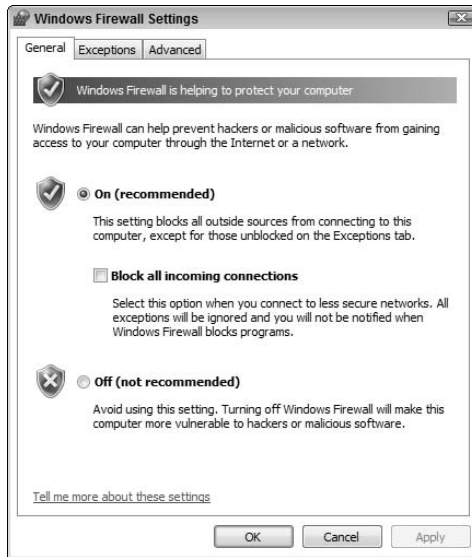 Windows Firewall Settings
General Exceptions Advanced
Windows Firewall is helping to protect your computer
Windows Firewall can help prevent hackers or malicious software from gaining
access to your computer through the Internet or a network.
On (recommended)
This setting blocks all outside sources from connecting to this
computer, except for those unblocked on the Exceptions tab.
Block all incoming connections
Select this option when you connect to less secure networks. All
exceptions will be ignored and you will not be notified when
Windows Firewall blocks programs.
Off (not recommended)
Avoid using this setting. Turning off Windows Firewall will make this
computer more vulnerable to hackers or malicious software.
Tell me more about these settings
OK Cancel Apply